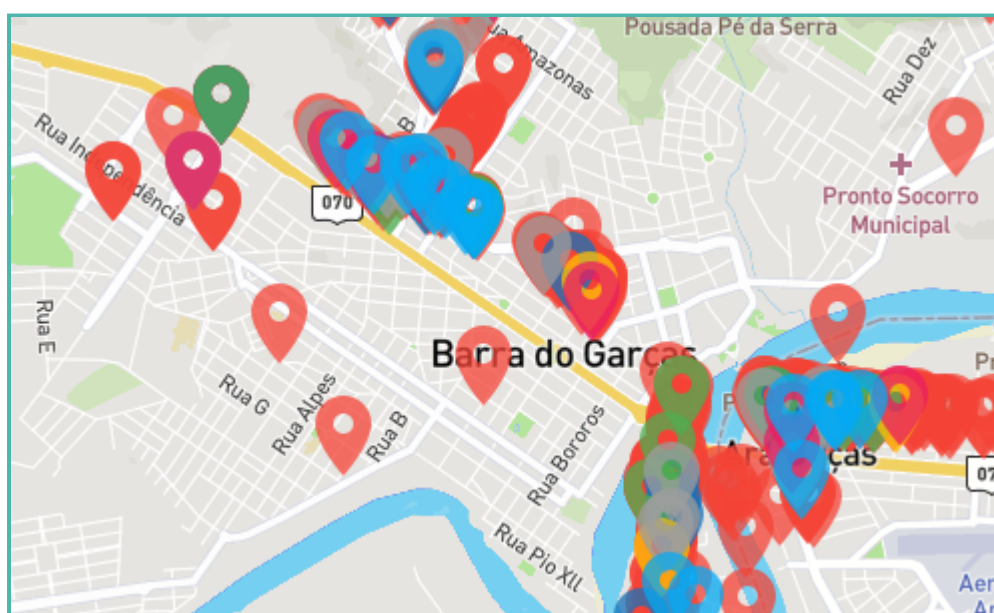 Pousada Pé da Serra
Rua Amazonas
Rua Dez
B
Rua Independência
Pronto Socorro
Municipal
070
Rua E
Barra do Garças
Rua G
Rua Alpes
Rua B
Rua Bororos
Rua Pio XII